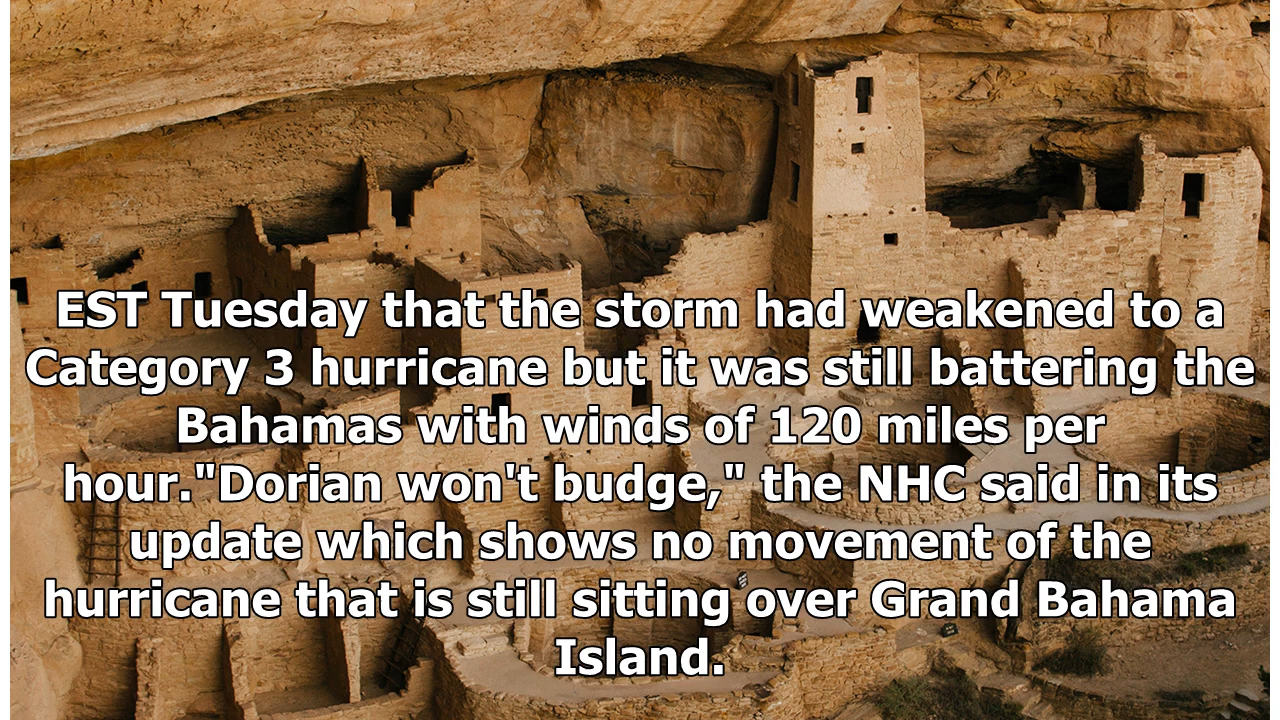 EST Tuesday that the storm had weakened to a
Category 3 hurricane but it was still battering the
Bahamas with winds of 120 miles per
hour."Dorian won't budge," the NHC said in its
update which shows no movement of the
hurricane that is still sitting over Grand Bahama
Island.